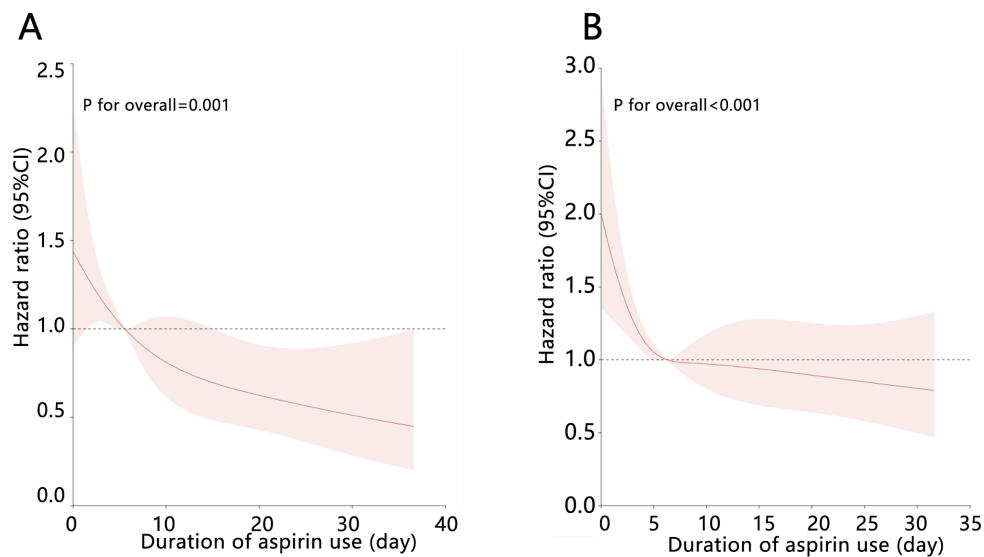 A
B
P for overall=0.001
P for overall<0.001
Hazard ratio (95%CI)
2.5
2.0
1.5
1.0
0.5
0.0
0 10 20 30 40
Duration of aspirin use (day)
Hazard ratio (95%CI)
3.0
2.5
2.0
1.5
1.0
0.5
0.0
0 5 10 15 20 25 30 35
Duration of aspirin use (day)